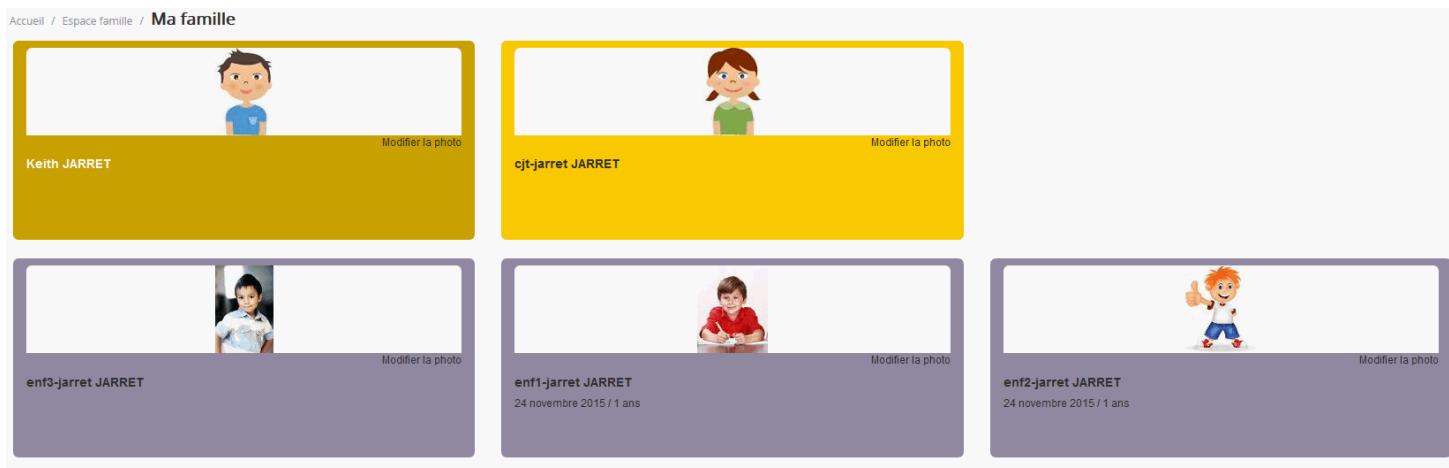 Accueil / Espace famille / Ma famille
Modifier la photo
Keith JARRET
Modifier la photo
cjt-jarret JARRET
Modifier la photo
enf3-jarret JARRET
Modifier la photo
enf1-jarret JARRET
24 novembre 2015 / 1 ans
Modifier la photo
enf2-jarret JARRET
24 novembre 2015 / 1 ans